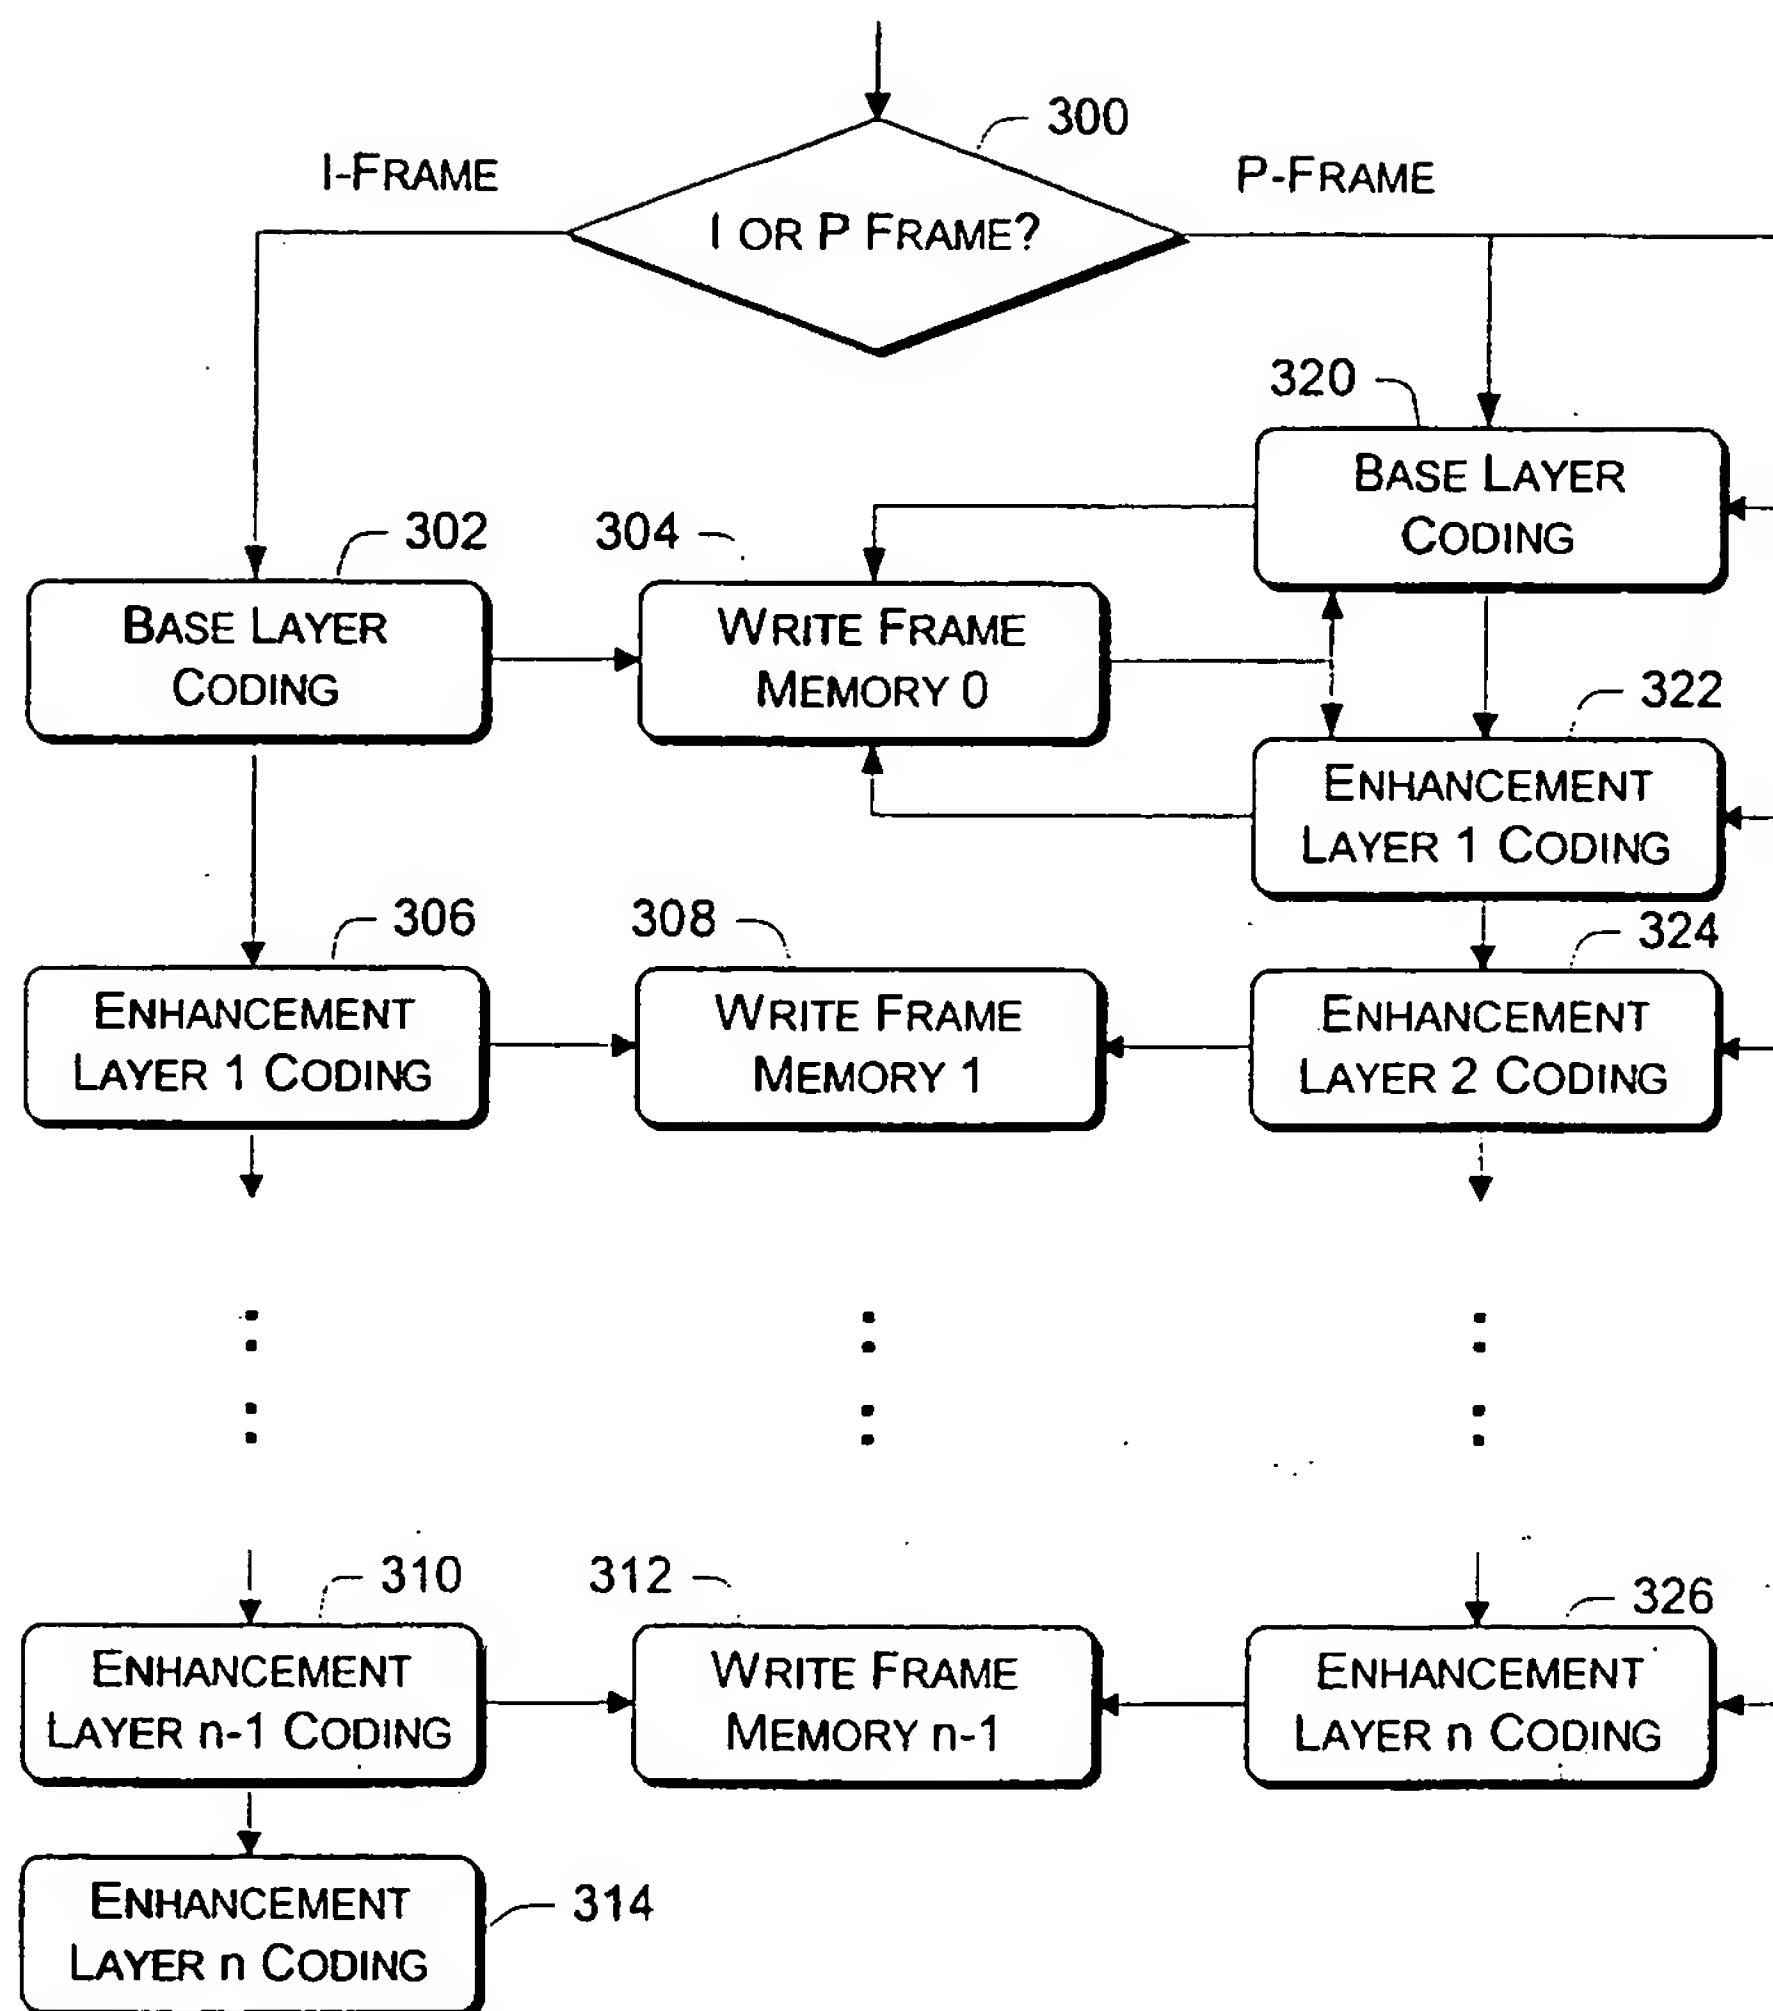 300
I-FRAME
P-FRAME
I OR P FRAME?
320
BASE LAYER
CODING
302
304
BASE LAYER
CODING
WRITE FRAME
MEMORY 0
322
ENHANCEMENT
LAYER 1 CODING
306
308
324
ENHANCEMENT
LAYER 1 CODING
WRITE FRAME
MEMORY 1
ENHANCEMENT
LAYER 2 CODING
310
312
326
ENHANCEMENT
LAYER n-1 CODING
WRITE FRAME
MEMORY n-1
ENHANCEMENT
LAYER n CODING
ENHANCEMENT
LAYER n CODING
314